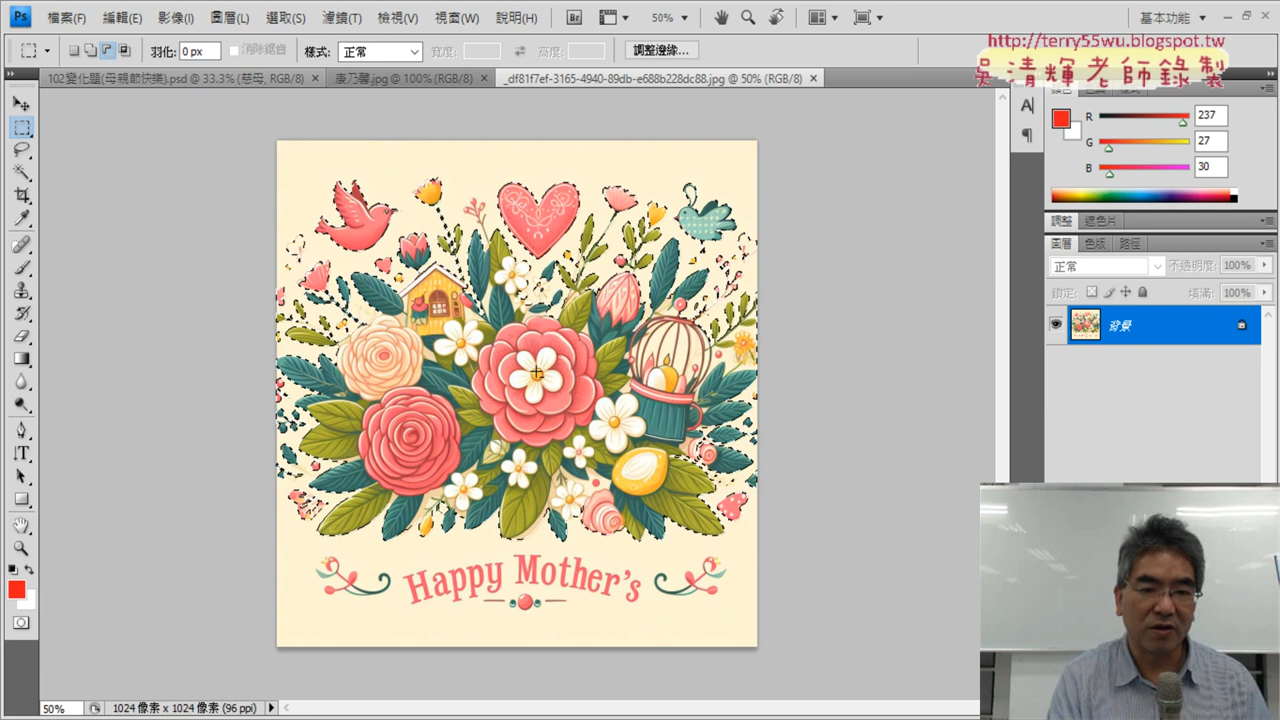 Ps
檔案(F) 編輯(E) 影像(I) 圖層(L) 選取(S) 濾鏡(T) 檢視(V) 視窗(W) 說明(H) Br 50% 基本功能
羽化: 0 px 消除鋸齒 樣式: 正常 寬度: 高度: 調整邊緣...
http://terry55wu.blogspot.tw
吳清輝老師錄製
102變化題(母親節快樂).psd @ 33.3% (慈母, RGB/8) × 康乃馨.jpg @ 100%(RGB/8) × pf81f7ef-3165-4940-89db-e688b228dc88.jpg @ 50% (RGB/8) ×
R 237
G 27
B 30
調整 遮色片
圖層 色版 路徑
正常 不透明度: 100%
鎖定: 填滿: 100%
背景
Happy Mother's
50% 1024 像素 x 1024 像素 (96 ppi)